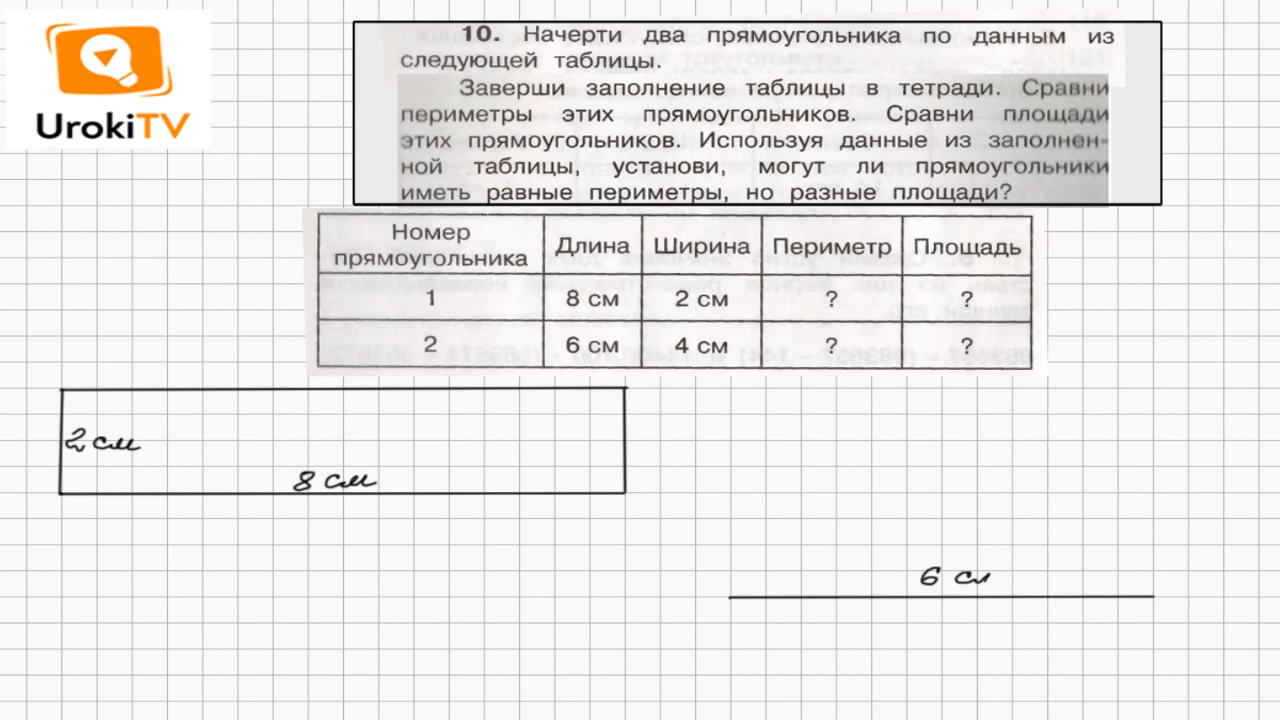 UrokiTV
10. Начерти два прямоугольника по данным из
следующей таблицы.
Заверши заполнение таблицы в тетради. Сравни
периметры этих прямоугольников. Сравни площади
этих прямоугольников. Используя данные из заполнен-
ной таблицы, установи, могут ли прямоугольники
иметь равные периметры, но разные площади?
Номер прямоугольника Длина Ширина Периметр Площадь
1 8 см 2 см ? ?
2 6 см 4 см ? ?
2 см
8 см
6 см